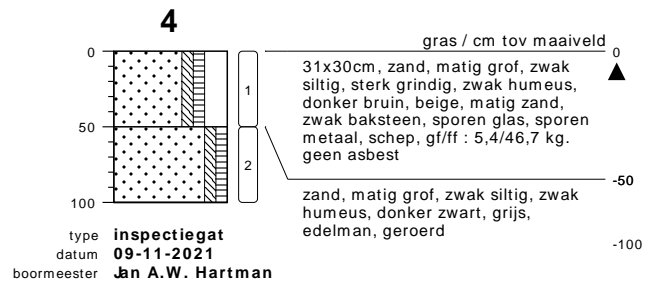 4
gras / cm tov maaiveld
0
0
31x30cm, zand, matig grof, zwak
siltig, sterk grindig, zwak humeus,
donker bruin, beige, matig zand,
zwak baksteen, sporen glas, sporen
metaal, schep, gf/ff : 5,4/46,7 kg.
geen asbest
1
50
-50
2
zand, matig grof, zwak siltig, zwak
humeus, donker zwart, grijs,
edelman, geroerd
100
-100
type inspectiegat
datum 09-11-2021
boormeester Jan A.W. Hartman